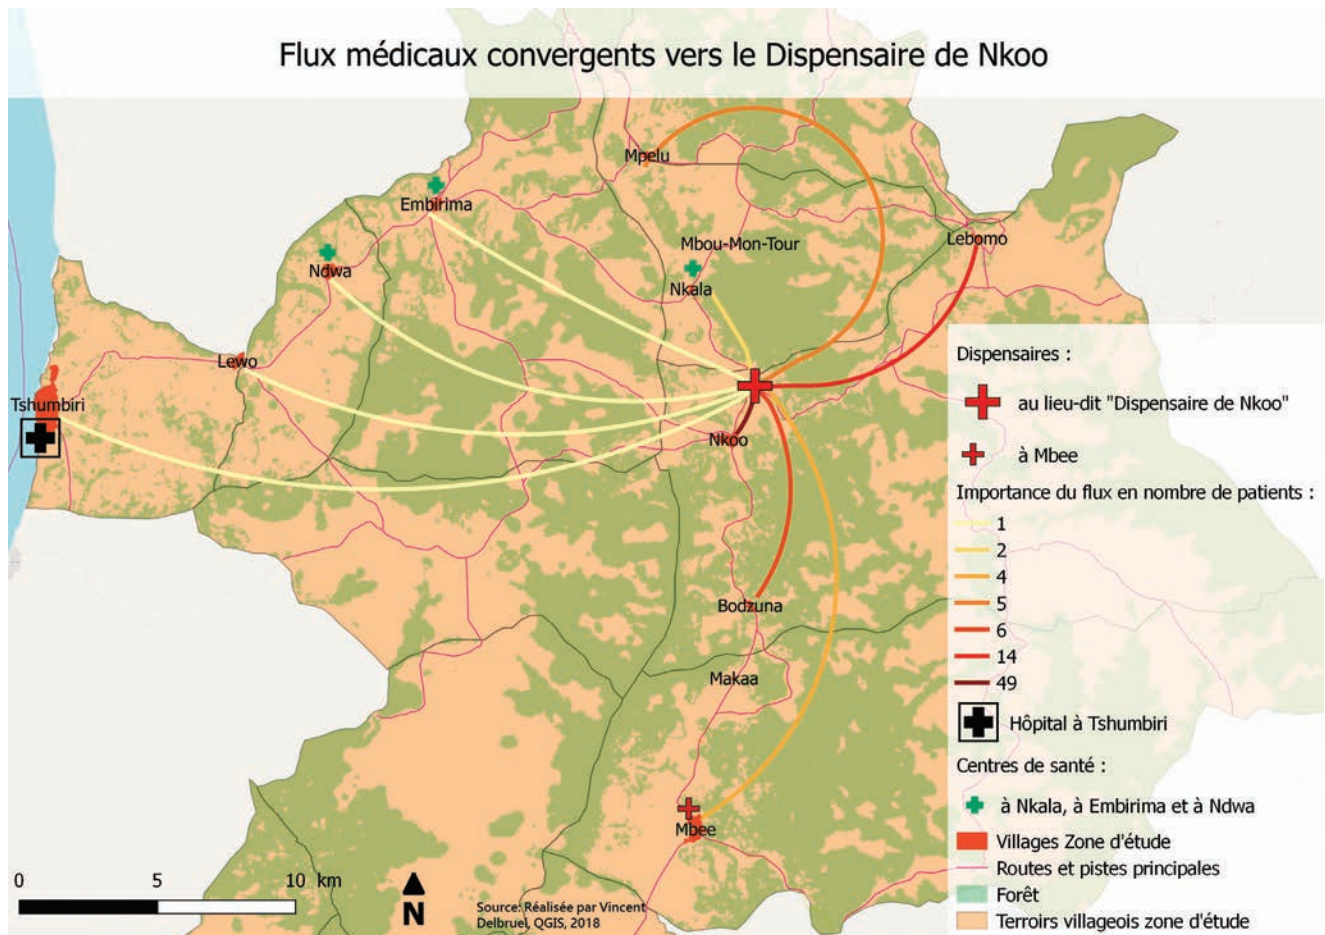 Flux médicaux convergents vers le Dispensaire de Nkoo
Mpelu
Embirima
Lebomo
Mbou-Mon-Tour
Ndwa
Nkala
Lewo
Tshumbiri
Nkoo
Bodzuna
Makaa
Mbee
Dispensaires :
au lieu-dit "Dispensaire de Nkoo"
à Mbee
Importance du flux en nombre de patients :
1
2
4
5
6
14
49
Hôpital à Tshumbiri
Centres de santé :
à Nkala, à Embirima et à Ndwa
Villages Zone d'étude
Routes et pistes principales
Forêt
Terroirs villageois zone d'étude
0 5 10 km
N
Source: Réalisée par Vincent
Delbruel, QGIS, 2018